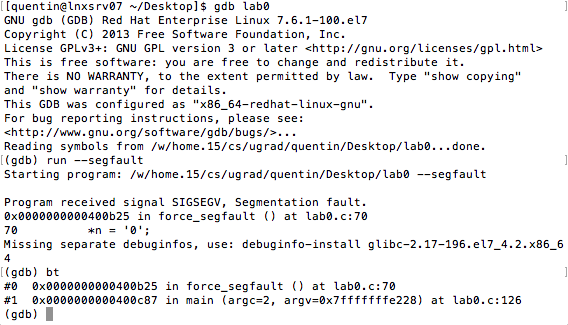 [[quentin@lnxsrv07 ~/Desktop]$ gdb lab0
GNU gdb (GDB) Red Hat Enterprise Linux 7.6.1-100.el7
Copyright (C) 2013 Free Software Foundation, Inc.
License GPLv3+: GNU GPL version 3 or later <http://gnu.org/licenses/gpl.html>
This is free software: you are free to change and redistribute it.
There is NO WARRANTY, to the extent permitted by law.  Type "show copying"
and "show warranty" for details.
This GDB was configured as "x86_64-redhat-linux-gnu".
For bug reporting instructions, please see:
<http://www.gnu.org/software/gdb/bugs/>...
Reading symbols from /w/home.15/cs/ugrad/quentin/Desktop/lab0...done.
[(gdb) run --segfault
Starting program: /w/home.15/cs/ugrad/quentin/Desktop/lab0 --segfault
Program received signal SIGSEGV, Segmentation fault.
0x0000000000400b25 in force_segfault () at lab0.c:70
70          *n = '0';
Missing separate debuginfos, use: debuginfo-install glibc-2.17-196.el7_4.2.x86_6
4
[(gdb) bt
#0  0x0000000000400b25 in force_segfault () at lab0.c:70
#1  0x0000000000400c87 in main (argc=2, argv=0x7fffffffe228) at lab0.c:126
(gdb)